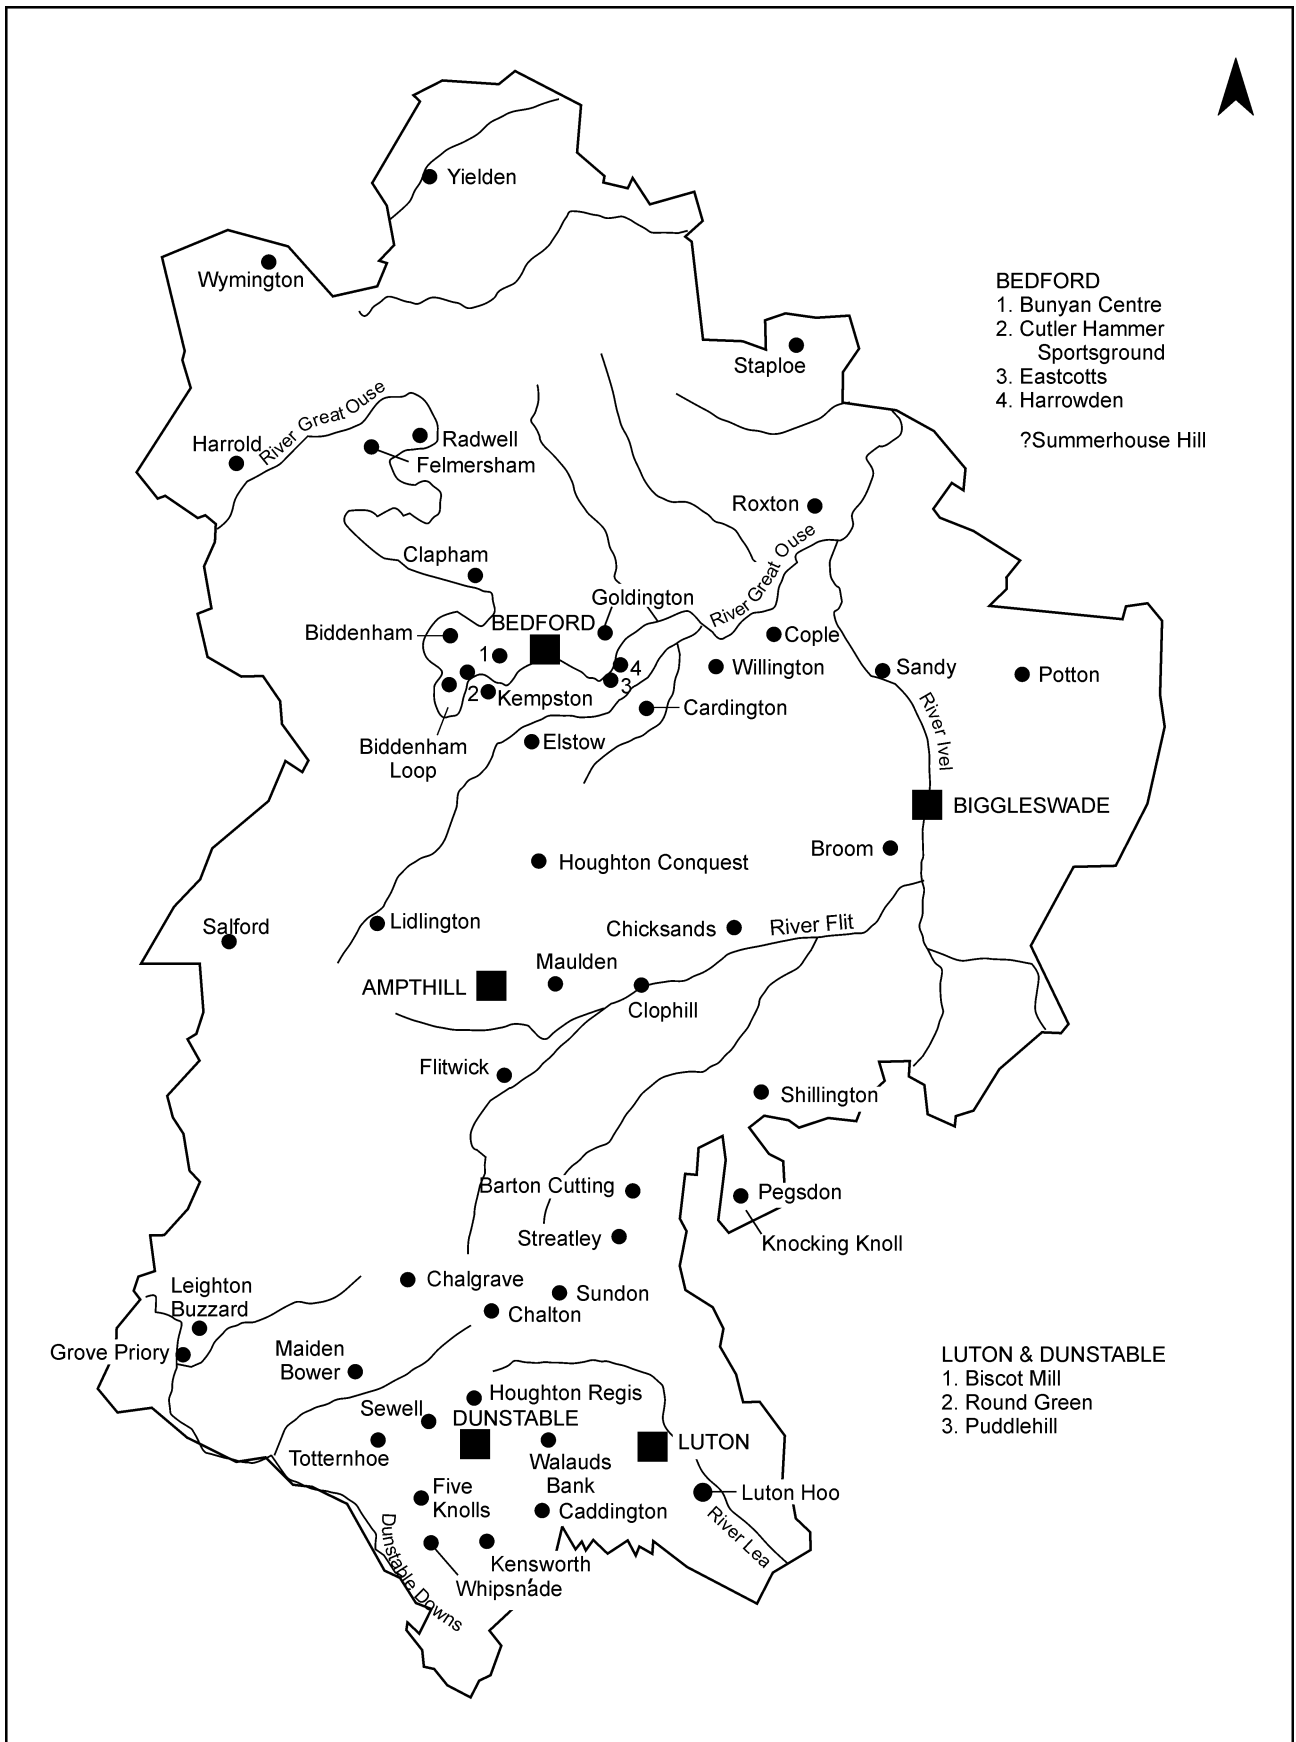 Yielden
Wymington
BEDFORD
1. Bunyan Centre
2. Cutler Hammer
Sportsground
3. Eastcotts
4. Harrowden
?Summerhouse Hill
Staploe
River Great Ouse
Harrold
Radwell
Felmersham
Roxton
Clapham
River Great Ouse
Goldington
BEDFORD
Biddenham
1
Cople
4
Willington
Sandy
Potton
3
2
Kempston
Cardington
River Ivel
Biddenham
Loop
Elstow
BIGGLESWADE
Broom
Houghton Conquest
Lidlington
Salford
Chicksands
River Flit
Maulden
AMPTHILL
Clophill
Flitwick
Shillington
Barton Cutting
Pegsdon
Streatley
Knocking Knoll
Chalgrave
Leighton
Buzzard
Sundon
Chalton
Grove Priory
Maiden
Bower
LUTON & DUNSTABLE
1. Biscot Mill
2. Round Green
3. Puddlehill
Houghton Regis
Sewell
DUNSTABLE
LUTON
Totternhoe
Walauds
Bank
Five
Knolls
Luton Hoo
Caddington
River Lea
Dunstable Downs
Kensworth
Whipsnade